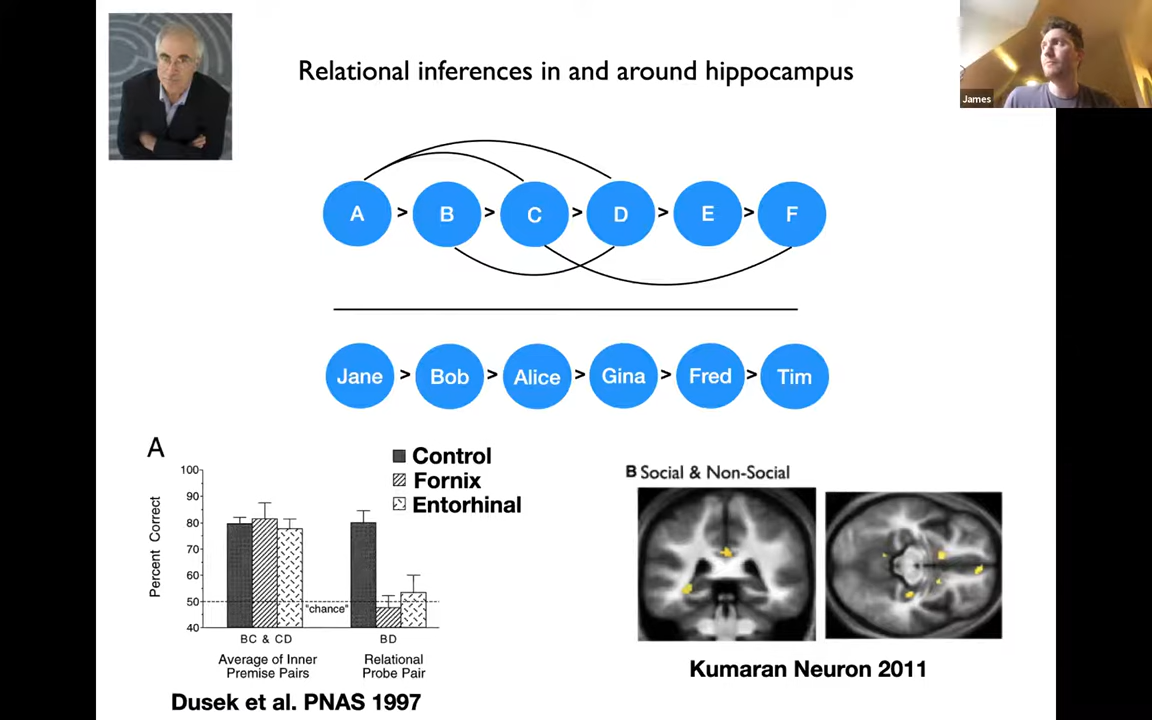 Relational inferences in and around hippocampus
James
A > B > C > D > E > F
Jane > Bob > Alice > Gina > Fred > Tim
A
Control
Fornix
Entorhinal
Percent Correct
100
90
80
70
60
50
40
"chance"
BC & CD
BD
Average of Inner
Premise Pairs
Relational
Probe Pair
Dusek et al. PNAS 1997
B Social & Non-Social
Kumaran Neuron 2011